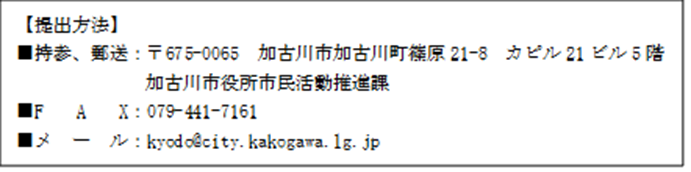 【提出方法】
■持参、郵送：〒675-0065　加古川市加古川町篠原21-8　カピル21ビル5階
加古川市役所市民活動推進課
■F　A　X：079-441-7161
■メ　ー　ル：kyodo@city.kakogawa.lg.jp